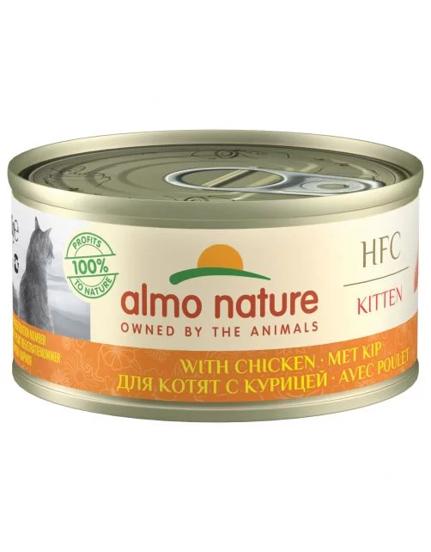 PROFITS
100%
TO NATURE
almo nature
OWNED BY THE ANIMALS
HFC
KITTEN
WITH CHICKEN · MET KIP
ДЛЯ КОТЯТ С КУРИЦЕЙ · AVEC POULET